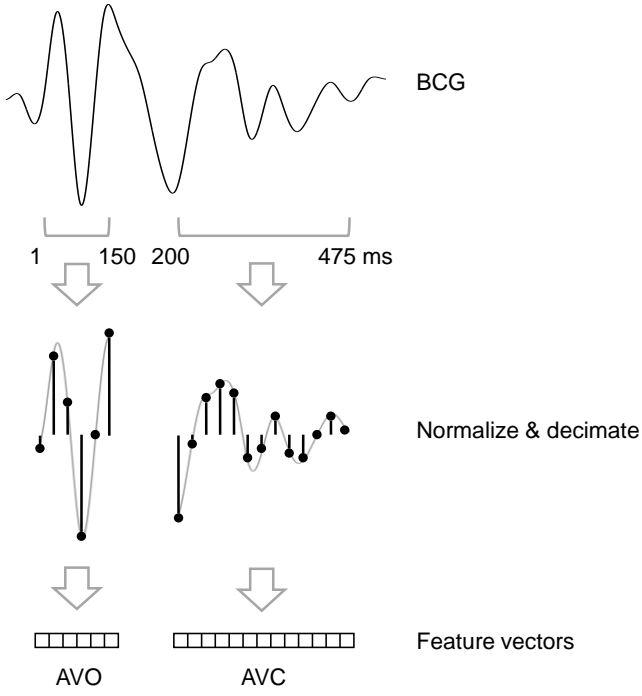 BCG
1 150 200 475 ms
Normalize & decimate
Feature vectors
AVO AVC